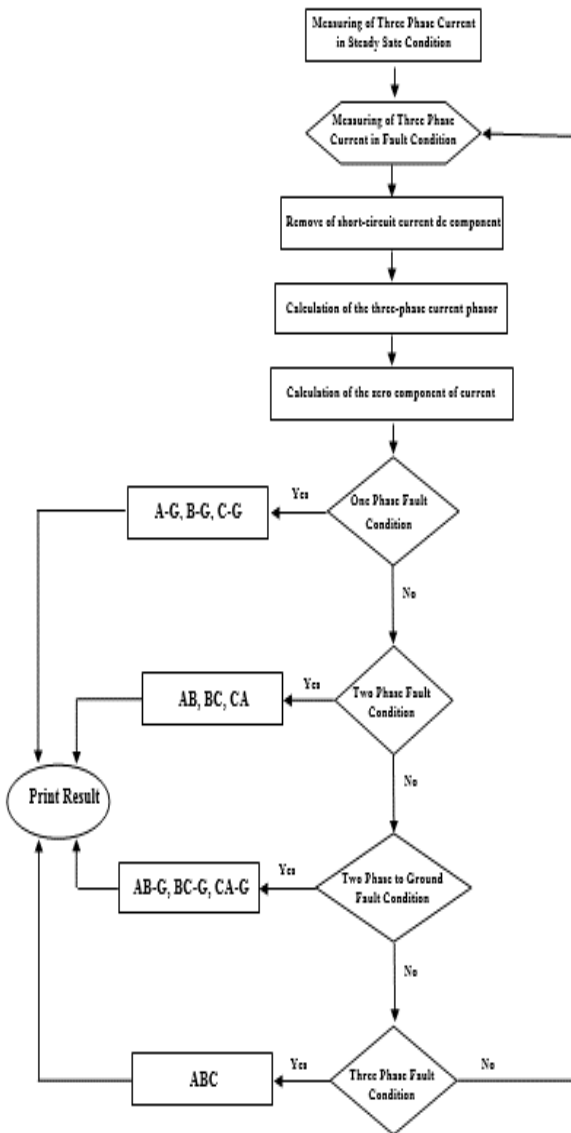 Measuring of Three Phase Current
in Steady Sate Condition
Measuring of Three Phase
Current in Fault Condition
Remove of short-circuit current dc component
Calculation of the three-phase current phasor
Calculation of the zero component of current
One Phase Fault
Condition
Yes
A-G, B-G, C-G
No
Two Phase Fault
Condition
Yes
AB, BC, CA
No
Print Result
Two Phase to Ground
Fault Condition
Yes
AB-G, BC-G, CA-G
No
Three Phase Fault
Condition
Yes
ABC
No